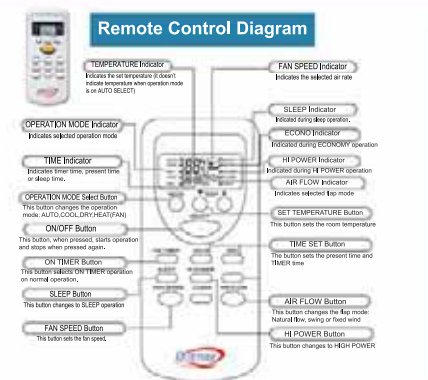 Remote Control Diagram
TEMPERATURE Indicator
Indicates the set temperature (it doesn't
indicate temperature when operation mode
is on AUTO SELECT)
OPERATION MODE Indicator
Indicates selected operation mode
TIME Indicator
Indicates timer time, present time
or sleep time.
OPERATION MODE Select Button
This button changes the operation
mode: AUTO,COOL.DRY,HEAT(FAN)
ON/OFF Button
This button, when pressed, starts operation
and stops when pressed again.
ON TIMER Button
This button selects ON TIMER operation
on normal operation.
SLEEP Button
This button changes to SLEEP operation
FAN SPEED Button
This button sets the fan speed.
FAN SPEED Indicator
Indicates the selected air rate
SLEEP Indicator
Indicated during sleep operation.
ECONO Indicator
Indicated during ECONOMY operation
HI POWER Indicator
Indicated during HI POWER operation
AIR FLOW Indicator
Indicates selected flap mode
SET TEMPERATURE Button
This button sets the room temperature
TIME SET Button
The button sets the present time and
TIMER time
AIR FLOW Button
This button changes the flap mode:
Natural flow, swing or fixed wind
HI POWER Button
This button changes to HIGH POWER
ON TIMER
SLEEP